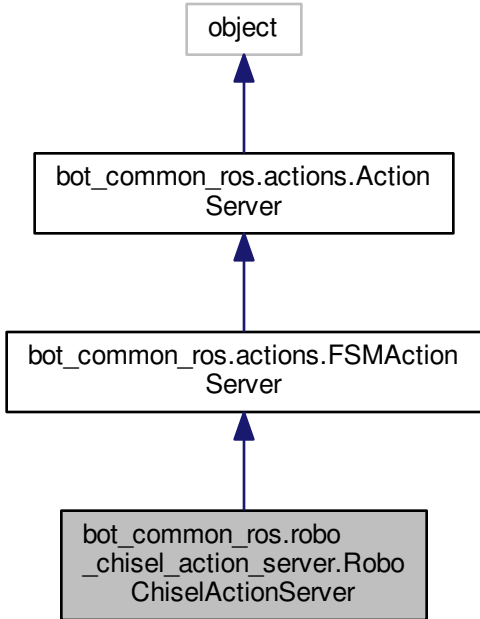 object
bot_common_ros.actions.Action
Server
bot_common_ros.actions.FSMAction
Server
bot_common_ros.robo
_chisel_action_server.Robo
ChiselActionServer